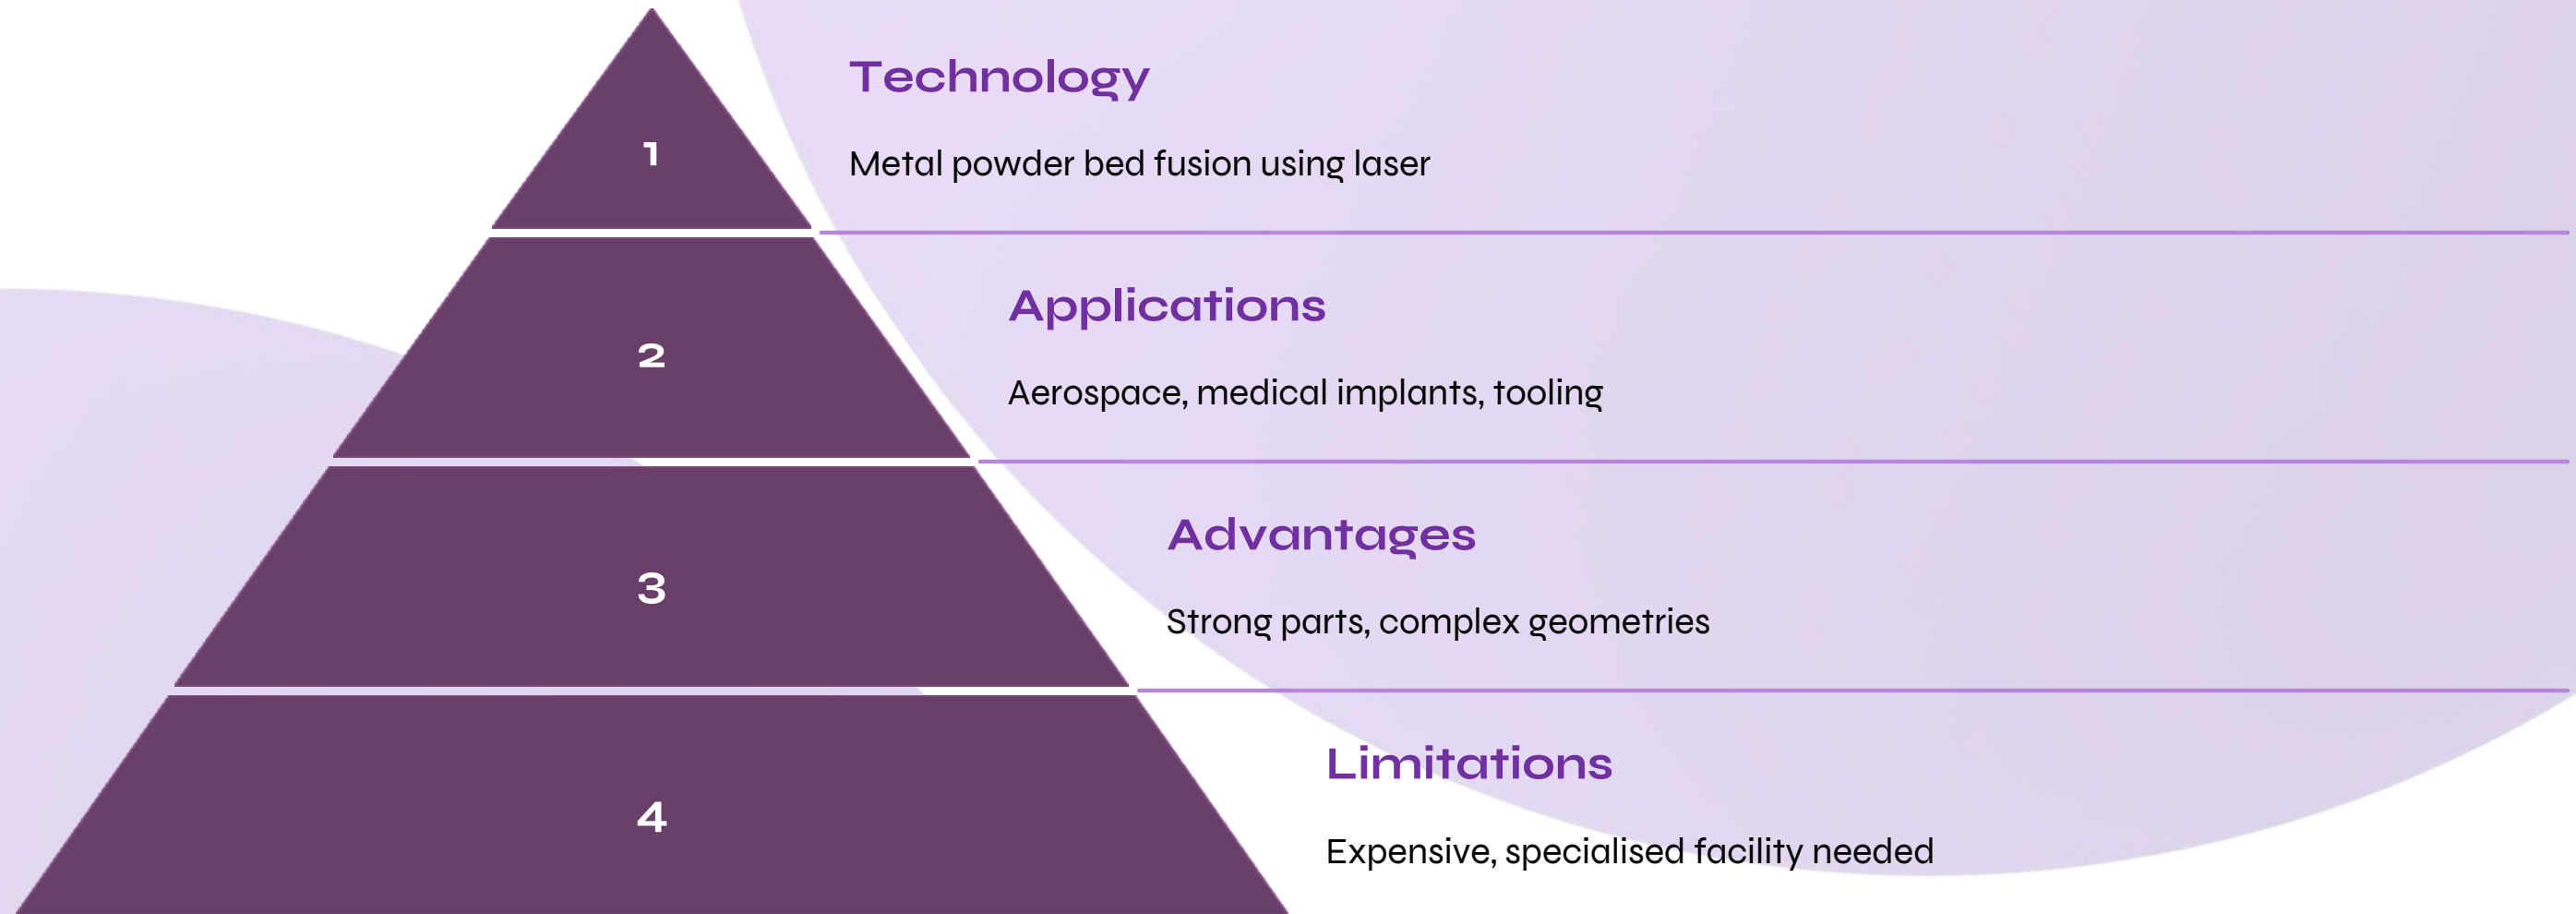 1
Technology
Metal powder bed fusion using laser
2
Applications
Aerospace, medical implants, tooling
3
Advantages
Strong parts, complex geometries
4
Limitations
Expensive, specialised facility needed